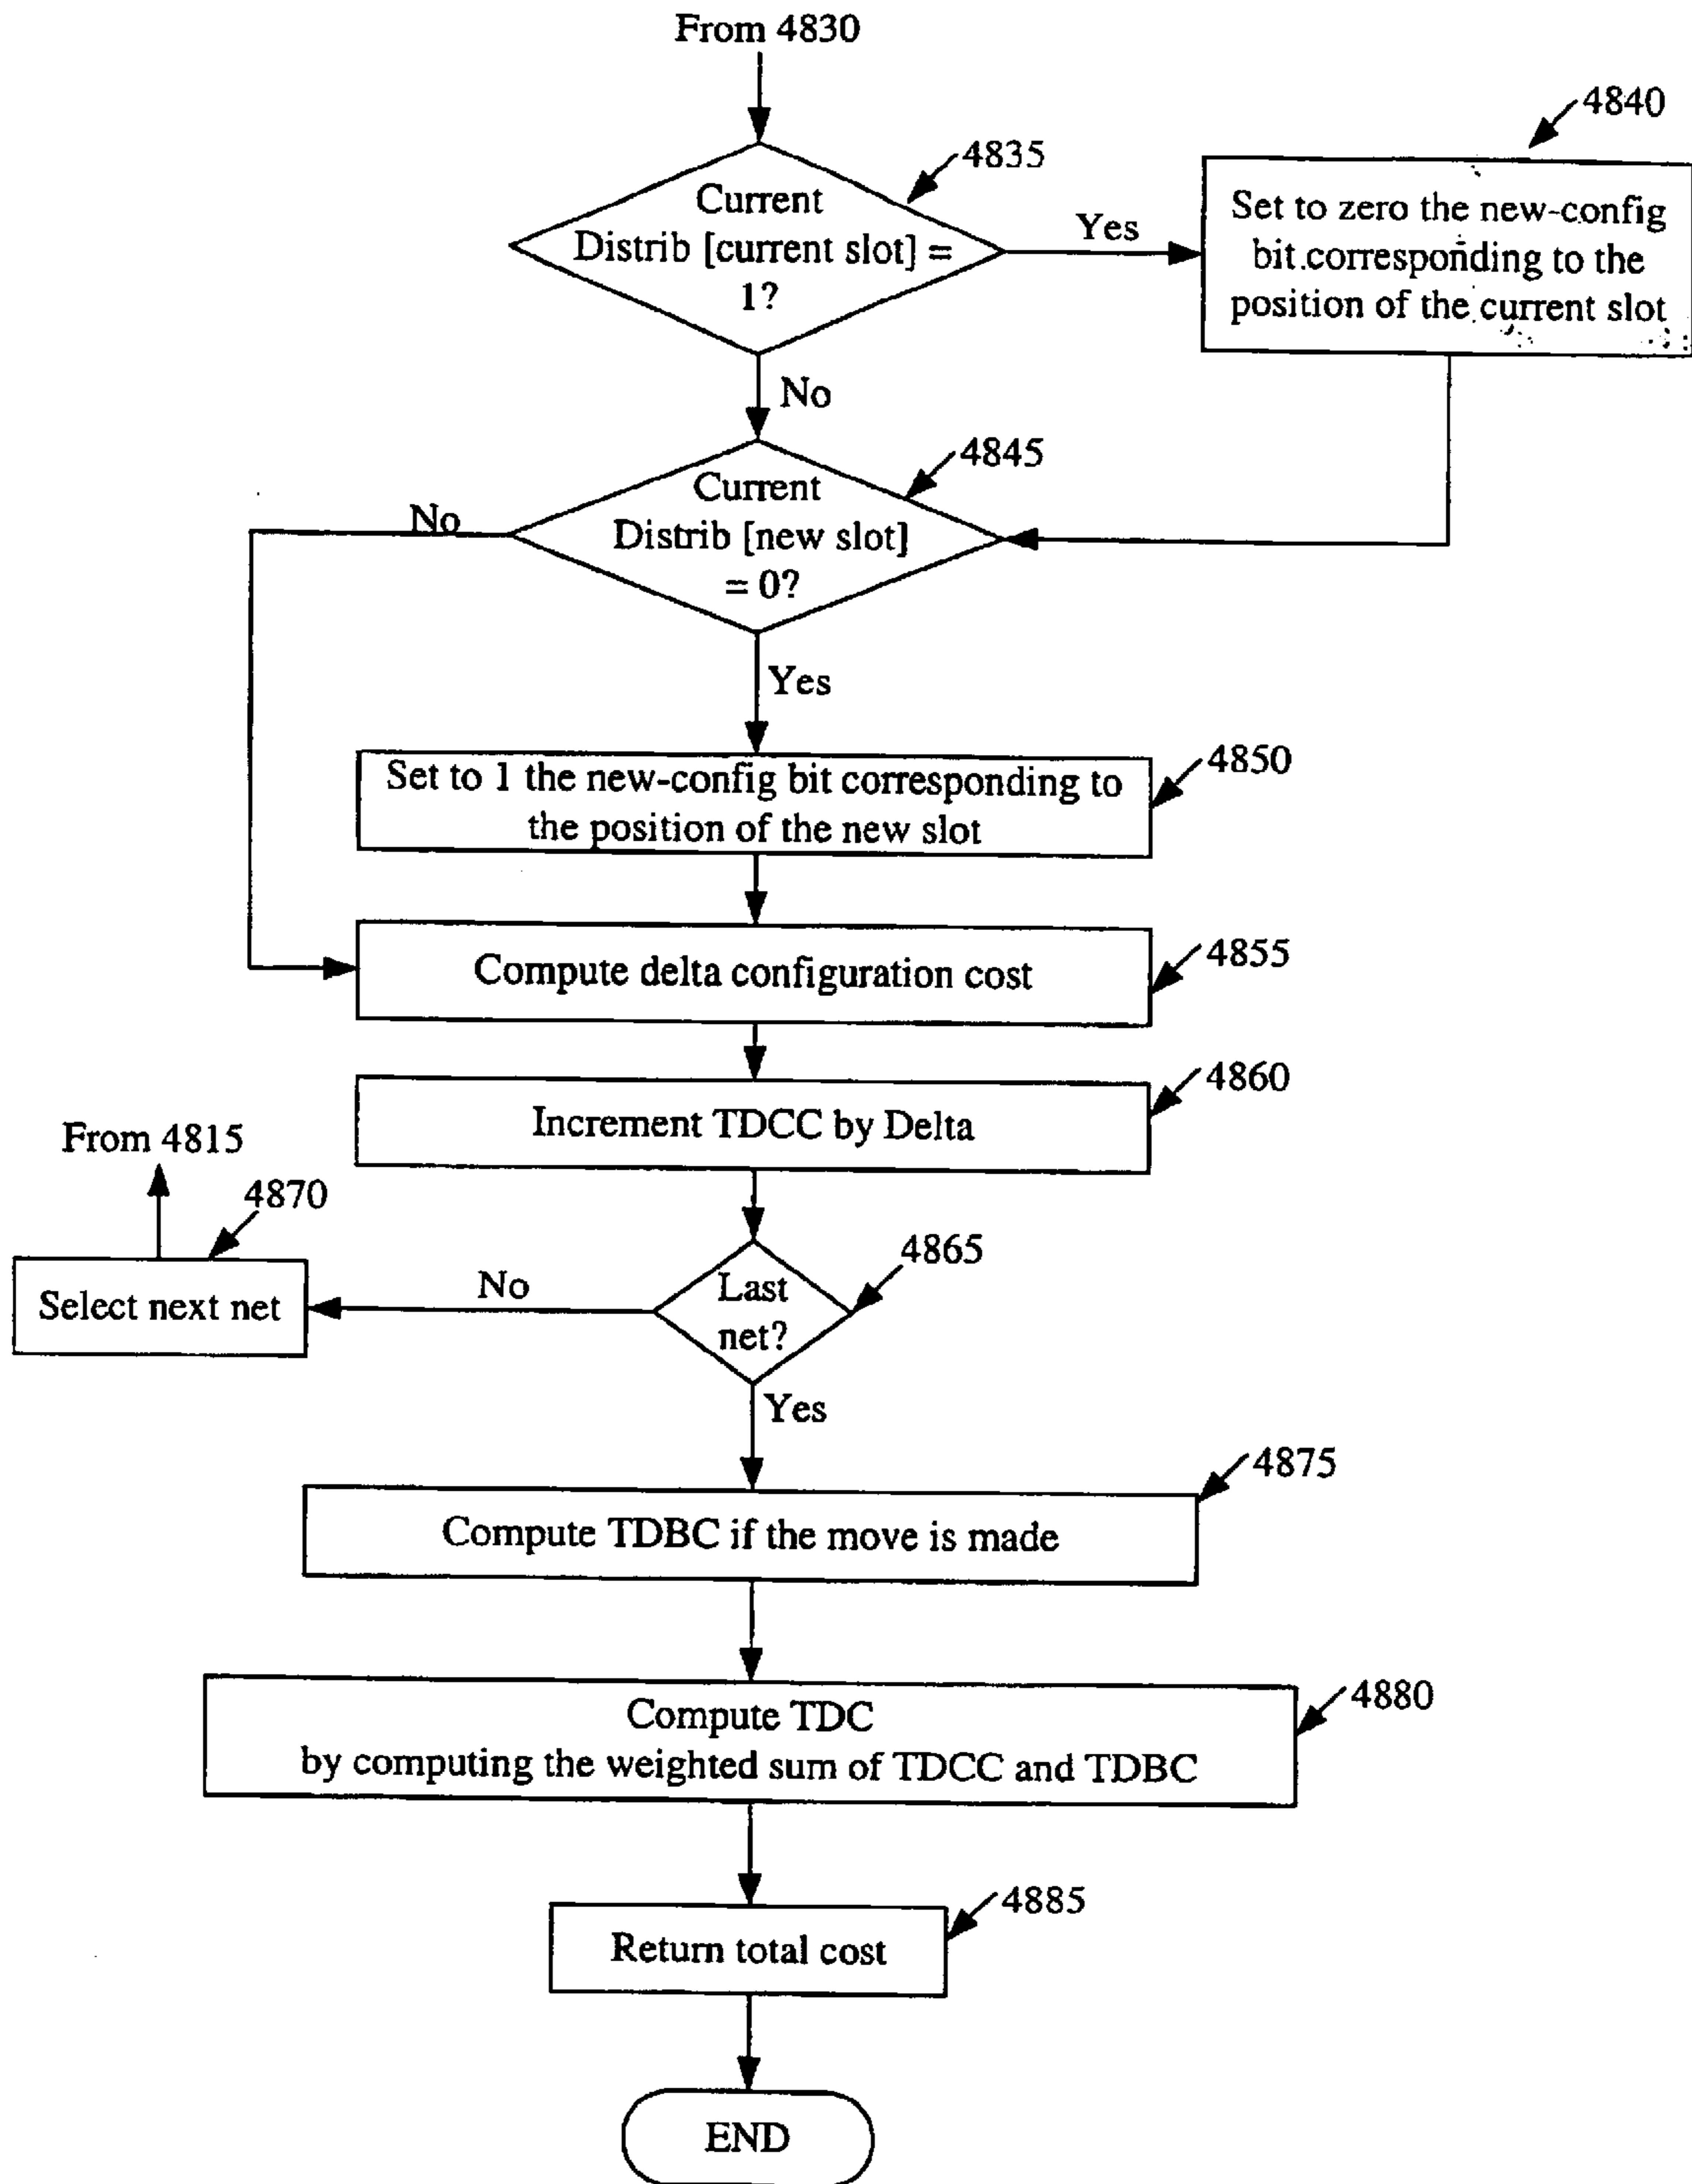 From 4830
4840
4835
Current
Distrib [current slot] =
1?
Yes
Set to zero the new-config
bit corresponding to the
position of the current slot
No
4845
Current
Distrib [new slot]
= 0?
No
Yes
4850
Set to 1 the new-config bit corresponding to
the position of the new slot
4855
Compute delta configuration cost
4860
Increment TDCC by Delta
From 4815
4870
Select next net
No
4865
Last
net?
Yes
4875
Compute TDBC if the move is made
4880
Compute TDC
by computing the weighted sum of TDCC and TDBC
4885
Return total cost
END